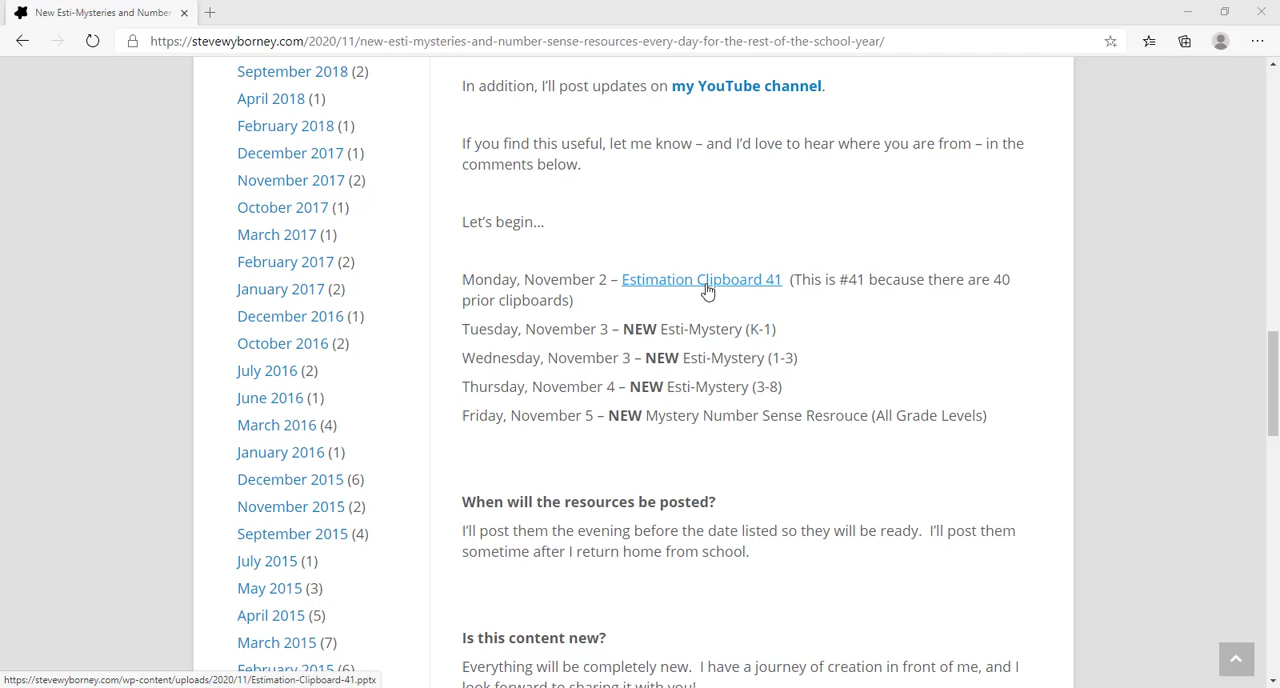 New Esti-Mysteries and Number
https://stevewyborney.com/2020/11/new-esti-mysteries-and-number-sense-resources-every-day-for-the-rest-of-the-school-year/
September 2018 (2)
April 2018 (1)
February 2018 (1)
December 2017 (1)
November 2017 (2)
October 2017 (1)
March 2017 (1)
February 2017 (2)
January 2017 (2)
December 2016 (1)
October 2016 (2)
July 2016 (2)
June 2016 (1)
March 2016 (4)
January 2016 (1)
December 2015 (6)
November 2015 (2)
September 2015 (4)
July 2015 (1)
May 2015 (3)
April 2015 (5)
March 2015 (7)
February 2015 (6)
In addition, I'll post updates on my YouTube channel.
If you find this useful, let me know – and I'd love to hear where you are from – in the
comments below.
Let's begin…
Monday, November 2 – Estimation Clipboard 41 (This is #41 because there are 40
prior clipboards)
Tuesday, November 3 – NEW Esti-Mystery (K-1)
Wednesday, November 3 – NEW Esti-Mystery (1-3)
Thursday, November 4 – NEW Esti-Mystery (3-8)
Friday, November 5 – NEW Mystery Number Sense Resrouce (All Grade Levels)
When will the resources be posted?
I'll post them the evening before the date listed so they will be ready. I'll post them
sometime after I return home from school.
Is this content new?
Everything will be completely new. I have a journey of creation in front of me, and I
look forward to sharing it with you!
https://stevewyborney.com/wp-content/uploads/2020/11/Estimation-Clipboard-41.pptx